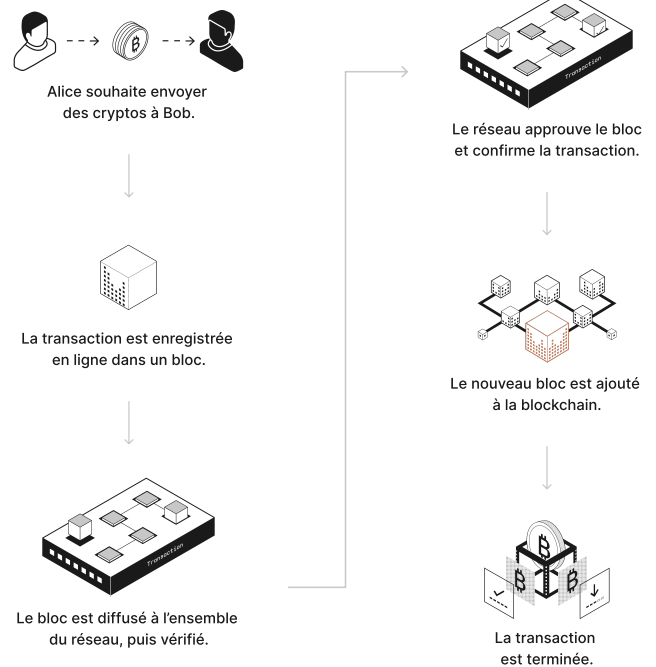 Alice souhaite envoyer
des cryptos à Bob.
La transaction est enregistrée
en ligne dans un bloc.
Transaction
Le bloc est diffusé à l’ensemble
du réseau, puis vérifié.
Transaction
Le réseau approuve le bloc
et confirme la transaction.
Le nouveau bloc est ajouté
à la blockchain.
La transaction
est terminée.